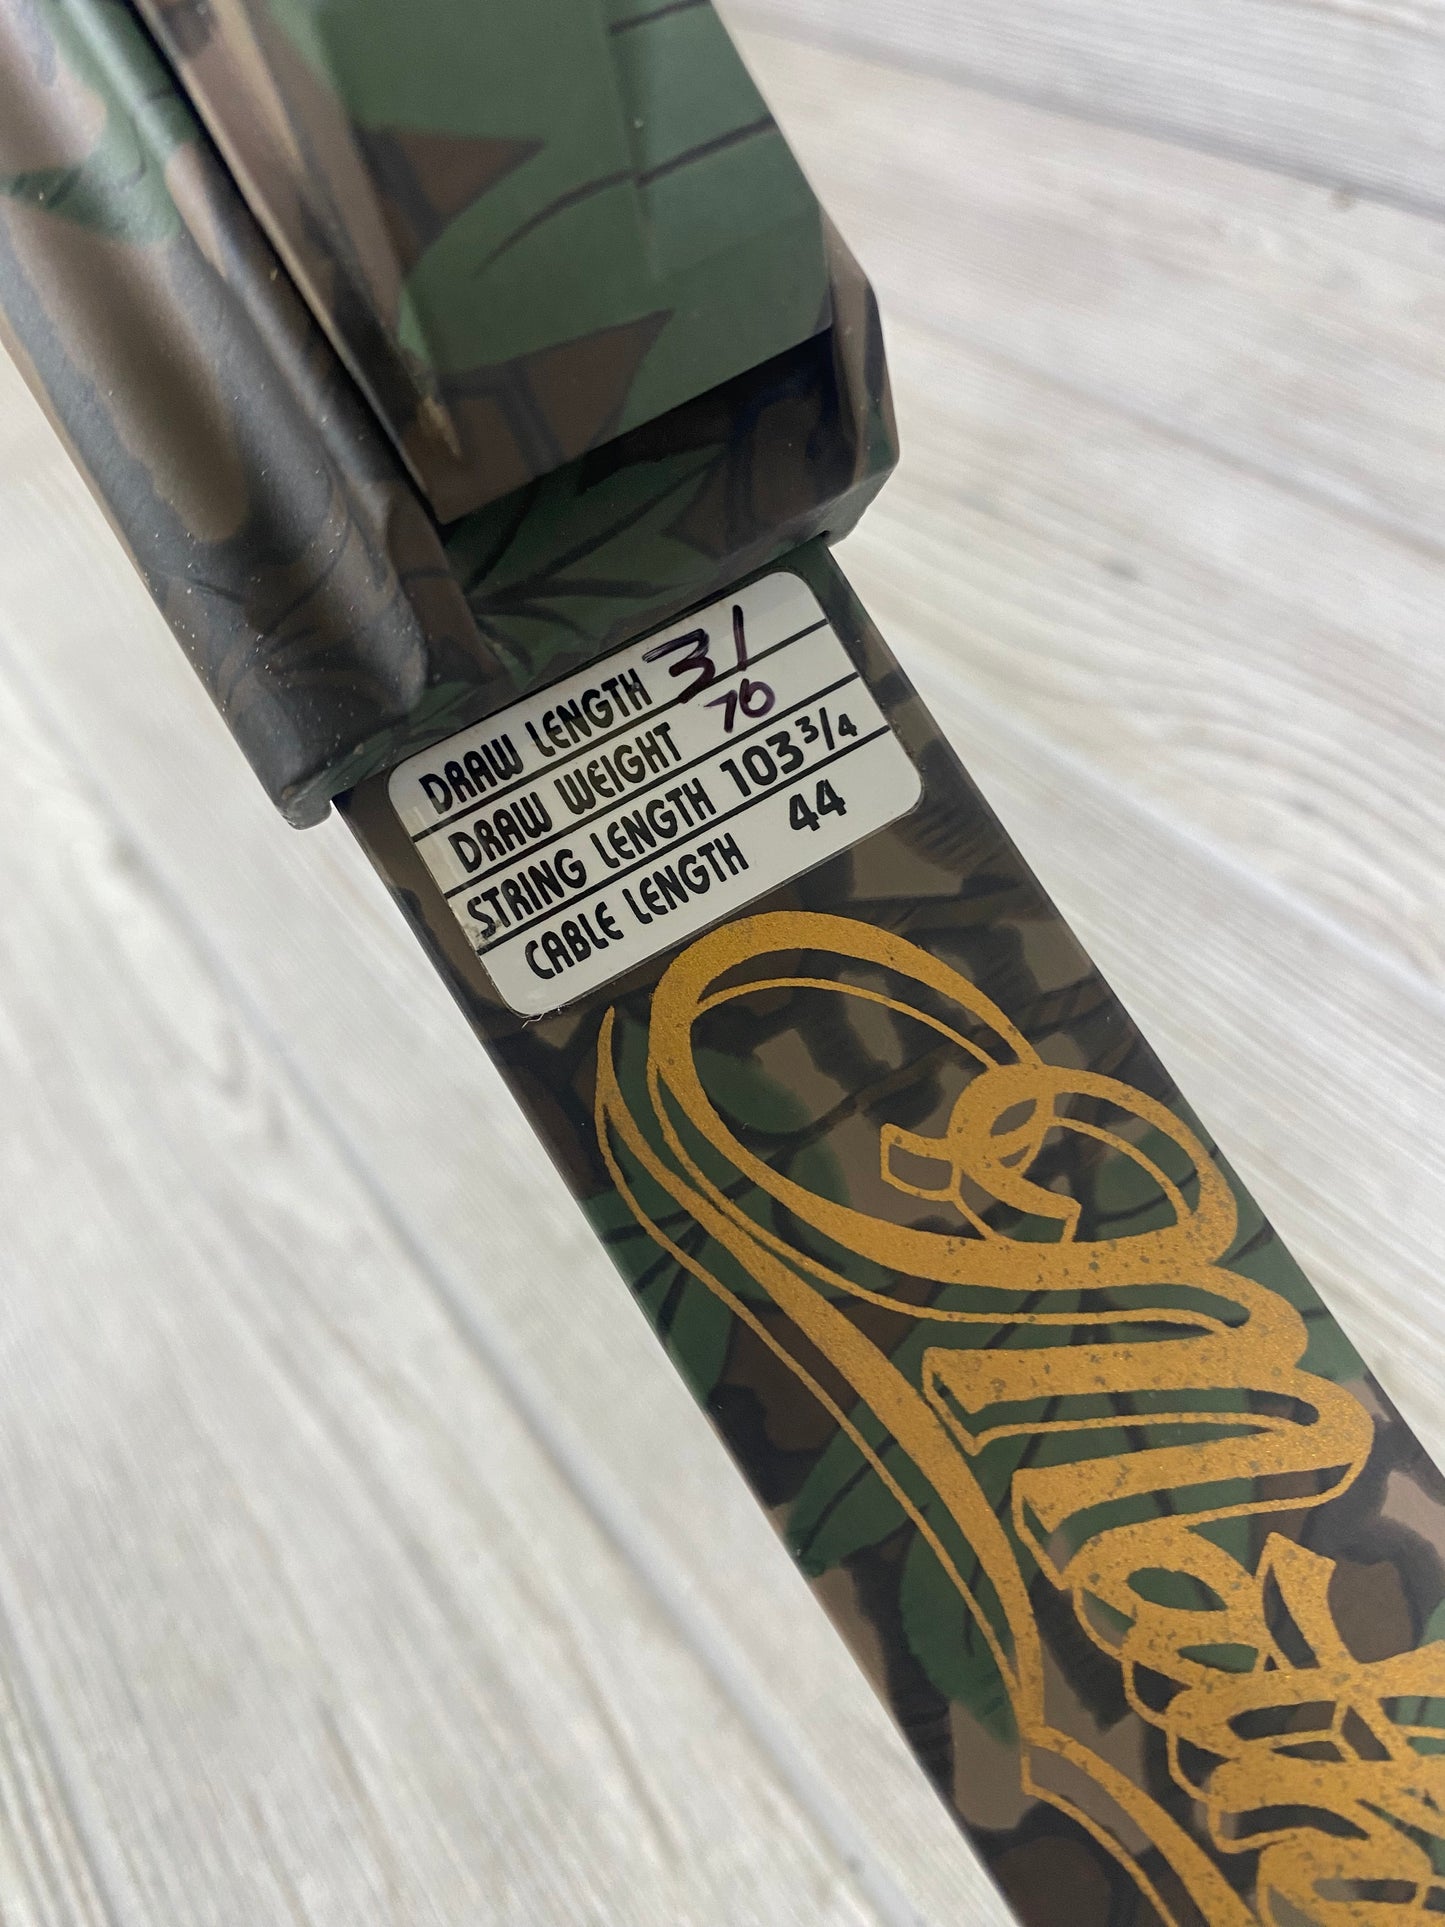 DRAW LENGTH 31
DRAW WEIGHT 70
STRING LENGTH 103 3/4
CABLE LENGTH 44